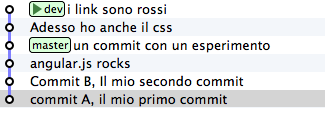 dev i link sono rossi
Adesso ho anche il css
master un commit con un esperimento
angular.js rocks
Commit B, Il mio secondo commit
commit A, il mio primo commit